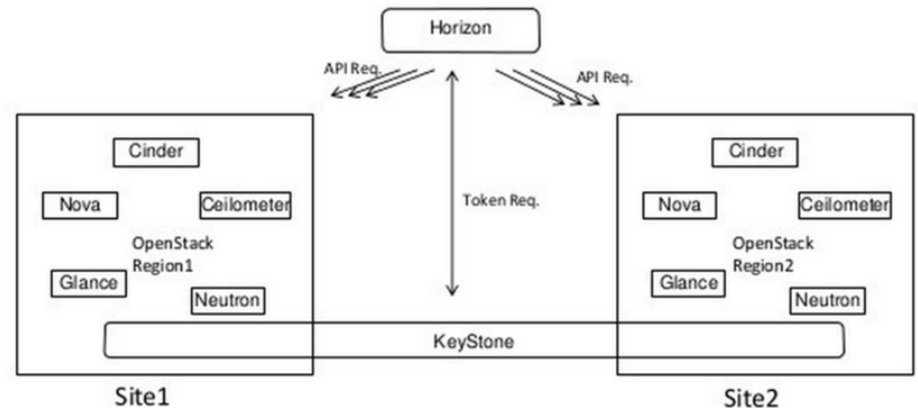 Horizon
API Req.
API Req.
Cinder
Nova
Ceilometer
OpenStack
Region1
Glance
Neutron
Token Req.
Cinder
Nova
Ceilometer
OpenStack
Region2
Glance
Neutron
KeyStone
Site1
Site2